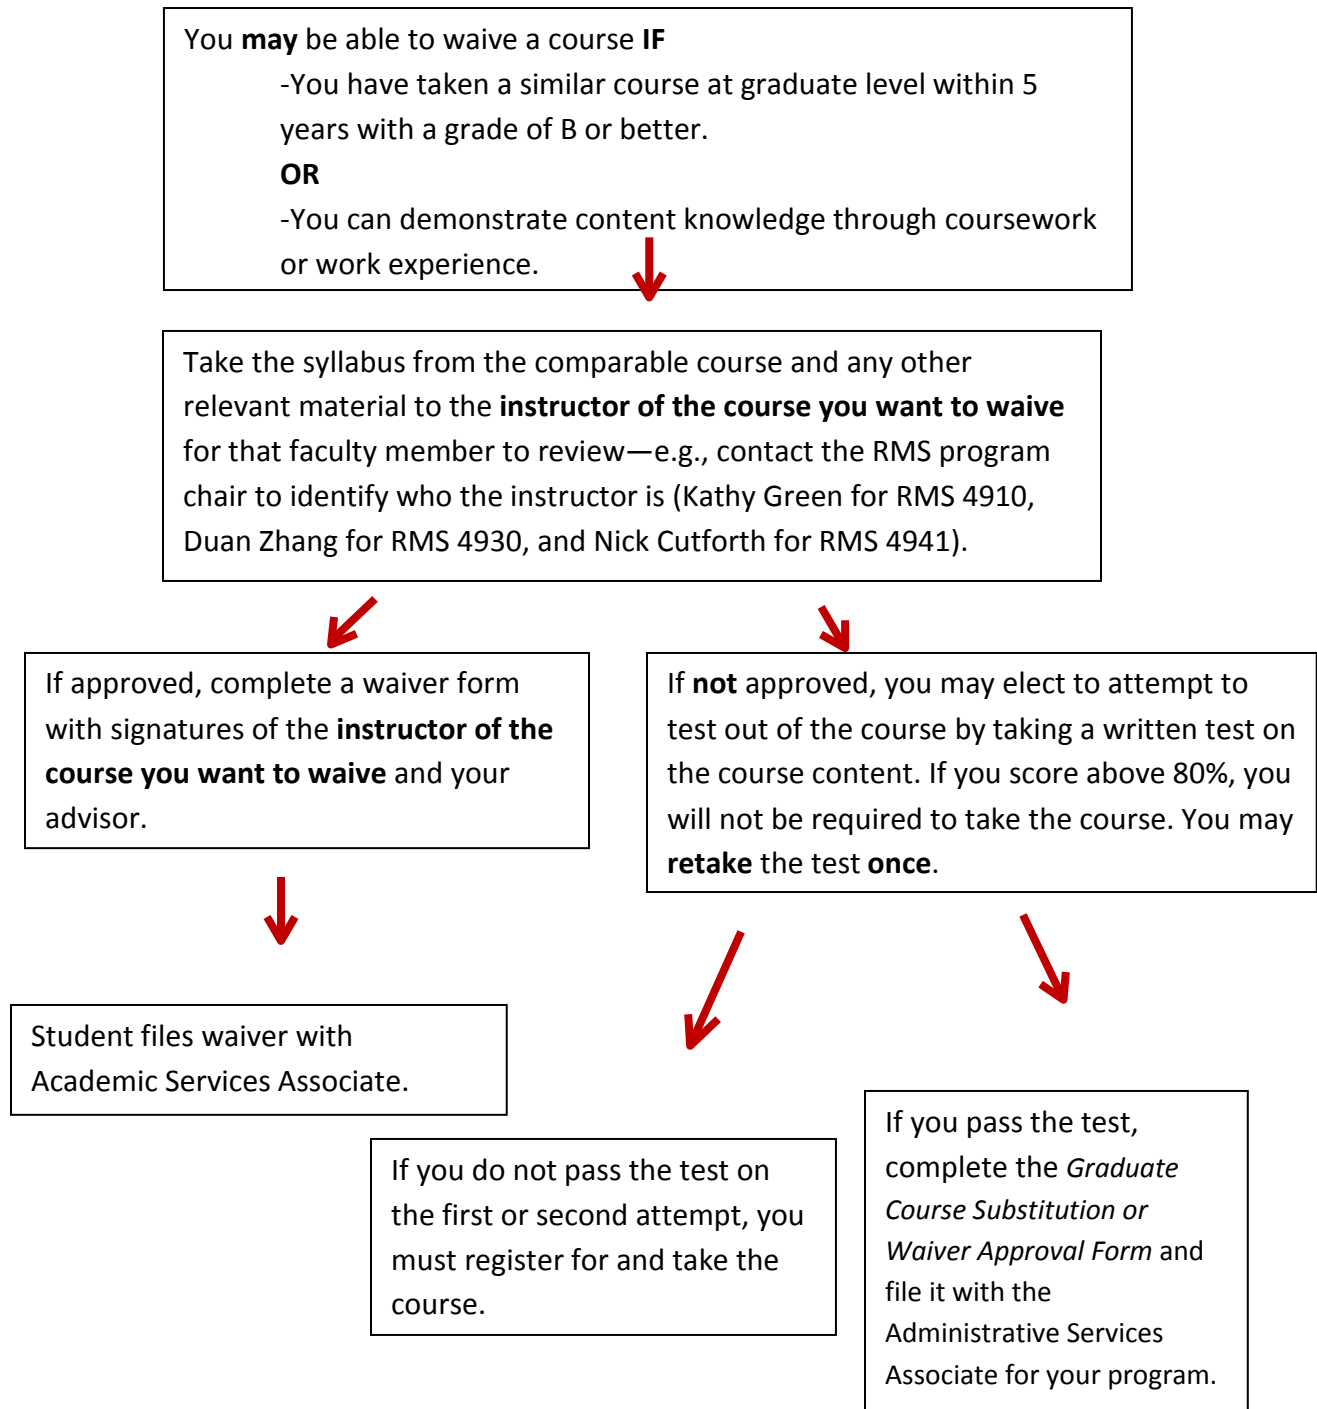 You may be able to waive a course IF
-You have taken a similar course at graduate level within 5
years with a grade of B or better.
OR
-You can demonstrate content knowledge through coursework
or work experience.
Take the syllabus from the comparable course and any other
relevant material to the instructor of the course you want to waive
for that faculty member to review—e.g., contact the RMS program
chair to identify who the instructor is (Kathy Green for RMS 4910,
Duan Zhang for RMS 4930, and Nick Cutforth for RMS 4941).
If approved, complete a waiver form
with signatures of the instructor of the
course you want to waive and your
advisor.
If not approved, you may elect to attempt to
test out of the course by taking a written test on
the course content. If you score above 80%, you
will not be required to take the course. You may
retake the test once.
Student files waiver with
Academic Services Associate.
If you do not pass the test on
the first or second attempt, you
must register for and take the
course.
If you pass the test,
complete the Graduate
Course Substitution or
Waiver Approval Form and
file it with the
Administrative Services
Associate for your program.